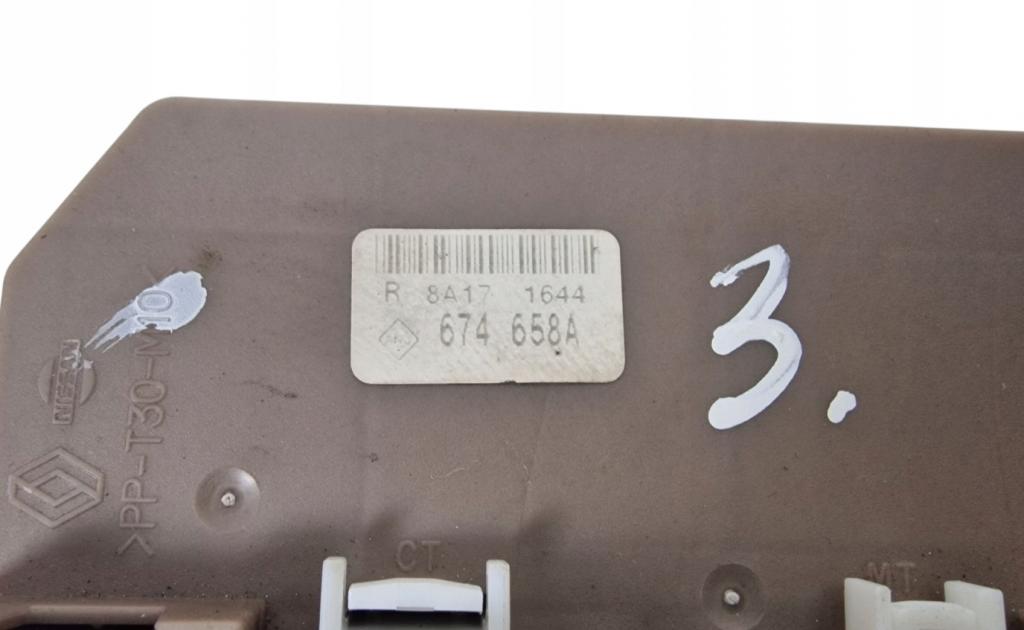 R 8A17 1644
674 658A
3.
NISSAN
>PP-T30-M10<
CT
MT